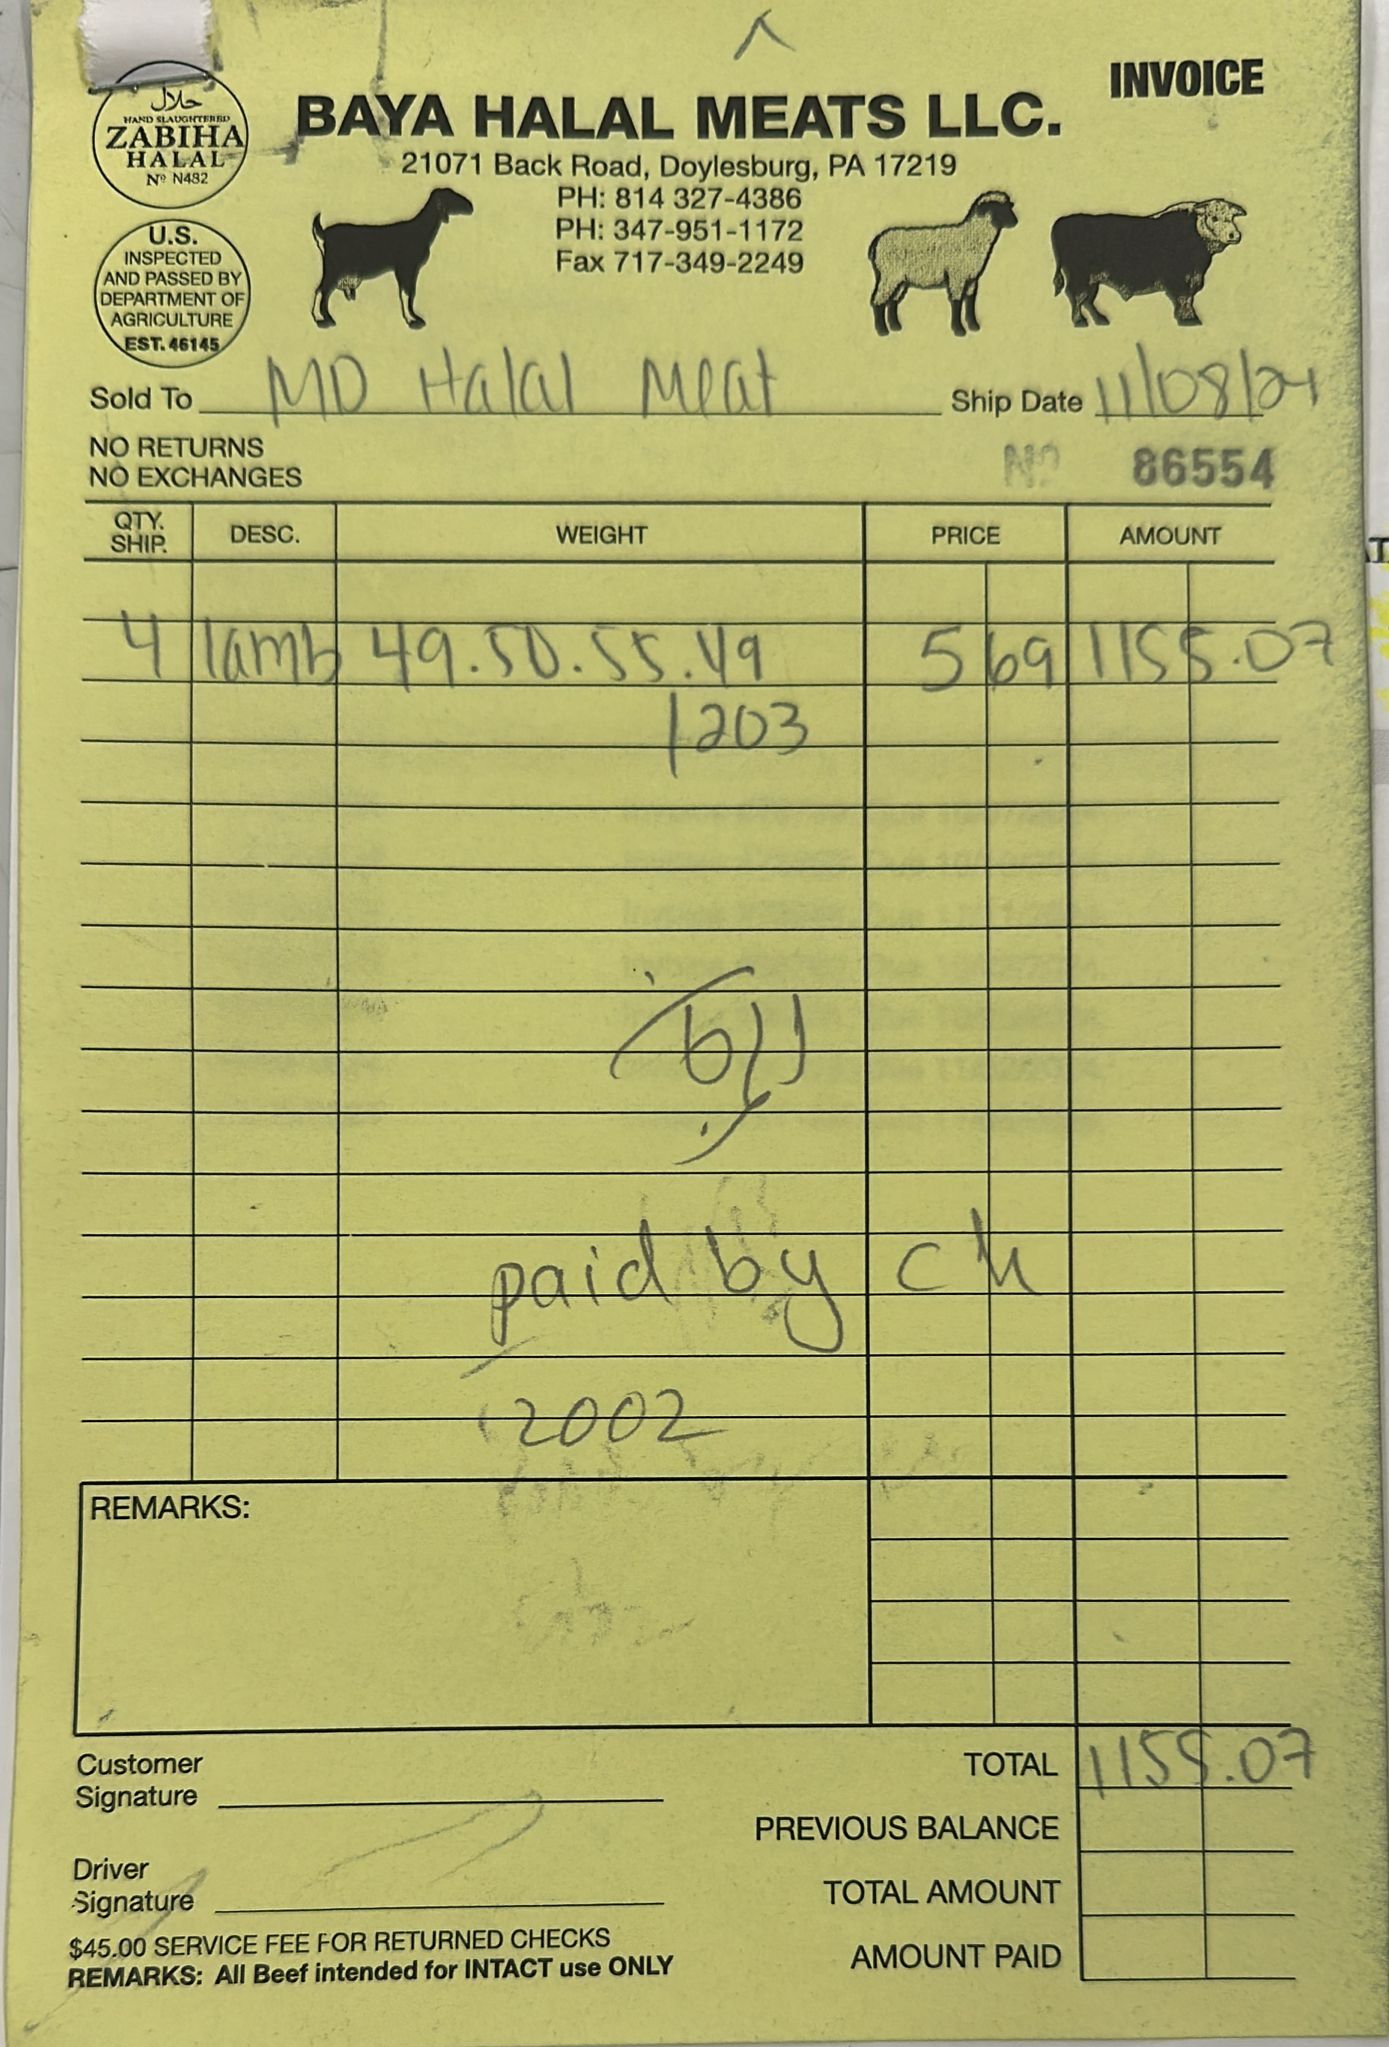 INVOICE
حلال
HAND SLAUGHTERED
ZABIHA
HALAL
Nº N482
BAYA HALAL MEATS LLC.
21071 Back Road, Doylesburg, PA 17219
PH: 814 327-4386
PH: 347-951-1172
Fax 717-349-2249
U.S.
INSPECTED
AND PASSED BY
DEPARTMENT OF
AGRICULTURE
EST. 46145
Sold To MD Halal Meat Ship Date 11/08/24
NO RETURNS
NO EXCHANGES
Nº 86554
QTY. SHIP. DESC. WEIGHT PRICE AMOUNT
4 lamb 49.50.55.49 5 69 1155.07
203
paid by ch
2002
REMARKS:
Customer
Signature
TOTAL 1155.07
PREVIOUS BALANCE
Driver
Signature
TOTAL AMOUNT
AMOUNT PAID
$45.00 SERVICE FEE FOR RETURNED CHECKS
REMARKS: All Beef intended for INTACT use ONLY